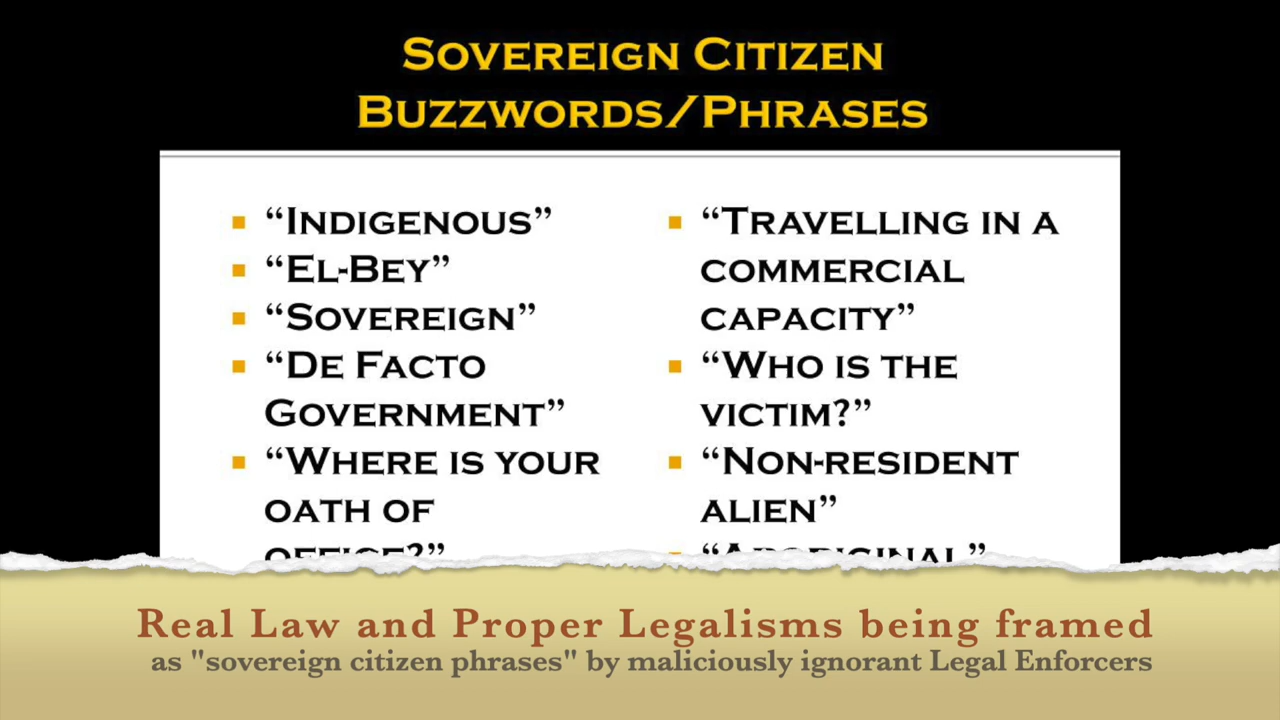 SOVEREIGN CITIZEN
BUZZWORDS/PHRASES
▪ “INDIGENOUS”
▪ “EL-BEY”
▪ “SOVEREIGN”
▪ “DE FACTO
GOVERNMENT”
▪ “WHERE IS YOUR
OATH OF
OFFICE?”
▪ “TRAVELLING IN A
COMMERCIAL
CAPACITY”
▪ “WHO IS THE
VICTIM?”
▪ “NON-RESIDENT
ALIEN”
▪ “ABORIGINAL”
Real Law and Proper Legalisms being framed
as "sovereign citizen phrases" by maliciously ignorant Legal Enforcers